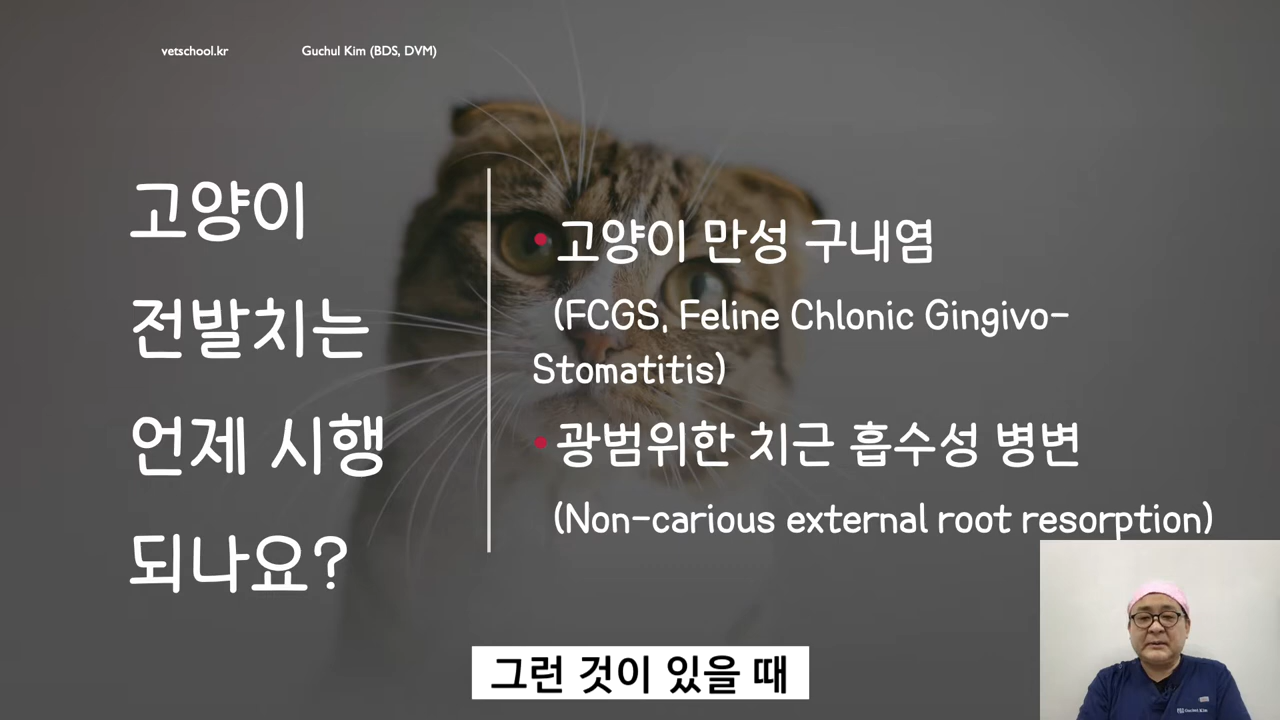 vetschool.kr
Guchul Kim (BDS, DVM)
고양이
전발치는
언제 시행
되나요?
• 고양이 만성 구내염
(FCGS, Feline Chlonic Gingivo-
Stomatitis)
• 광범위한 치근 흡수성 병변
(Non-carious external root resorption)
그런 것이 있을 때
Guchul Kim